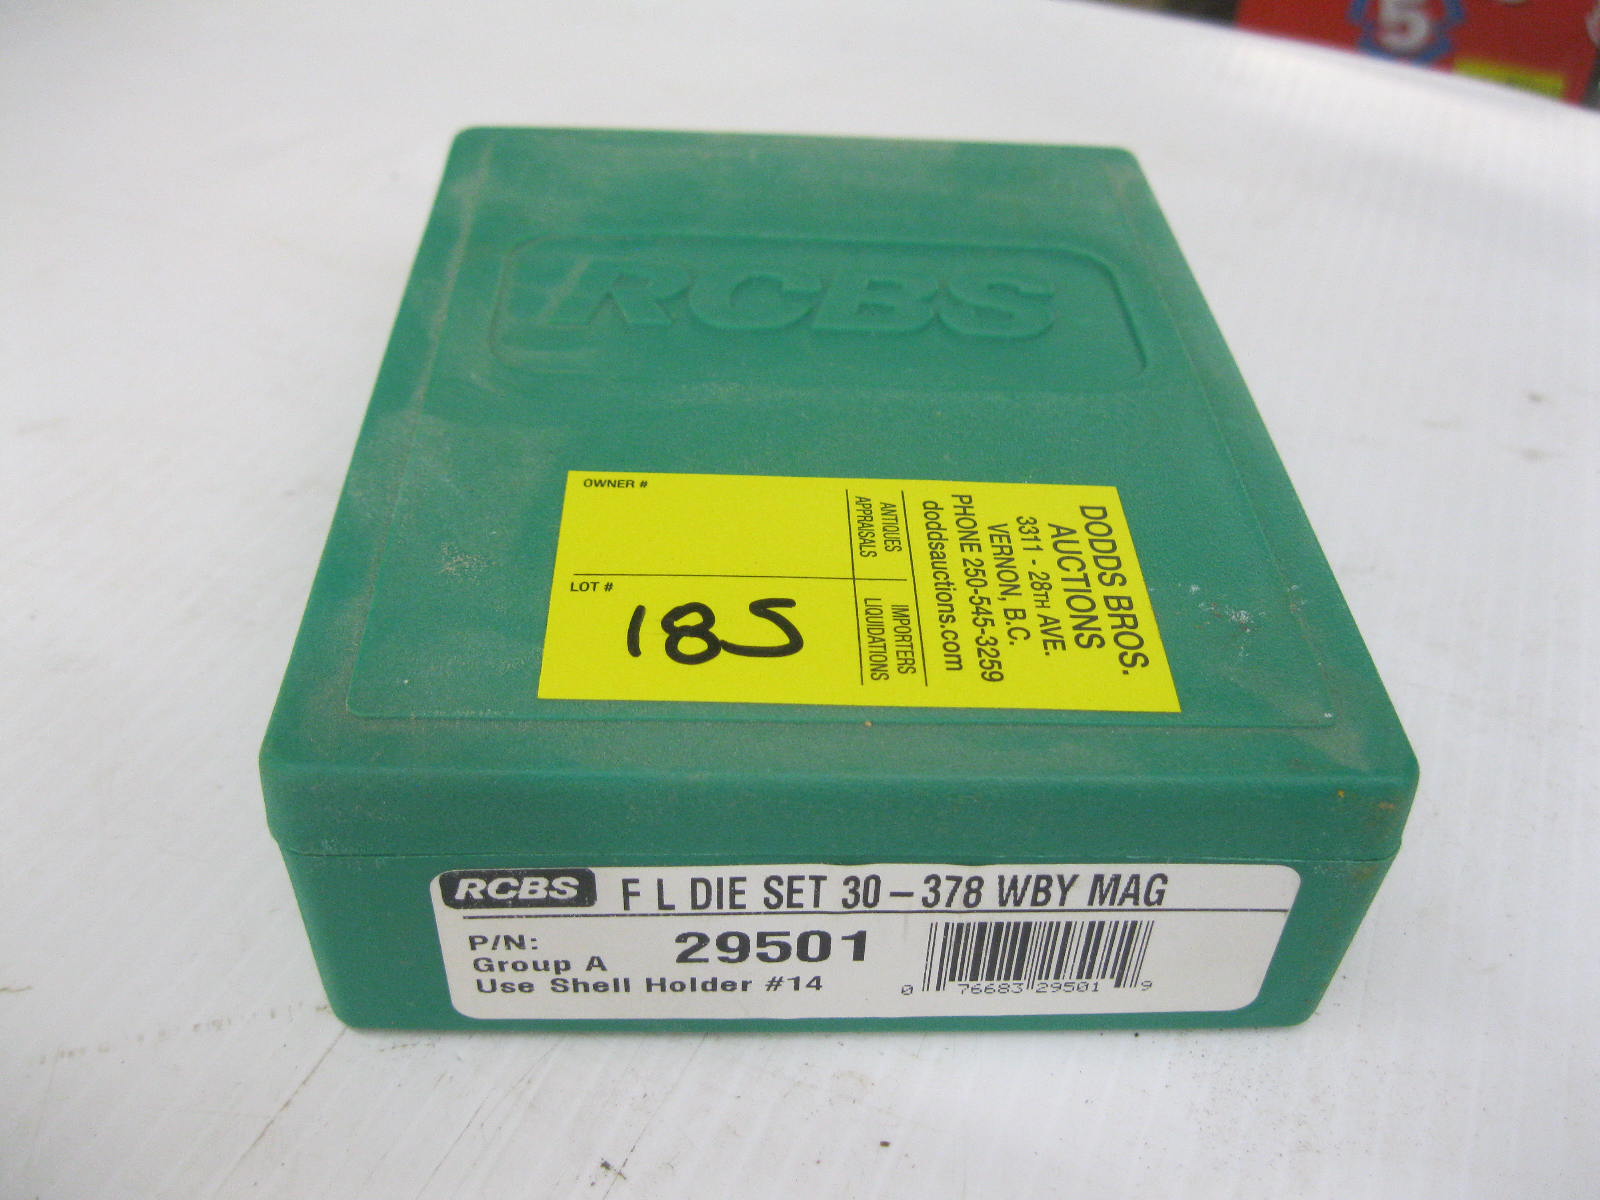 5
RCBS
OWNER #
LOT #
185
DODDS BROS.
AUCTIONS
3311 - 28TH AVE.
VERNON, B.C.
PHONE 250-545-3259
doddsauctions.com
ANTIQUES IMPORTERS
APPRAISALS LIQUIDATIONS
RCBS F L DIE SET 30-378 WBY MAG
P/N: 29501
Group A
Use Shell Holder #14
0 76683 29501 9